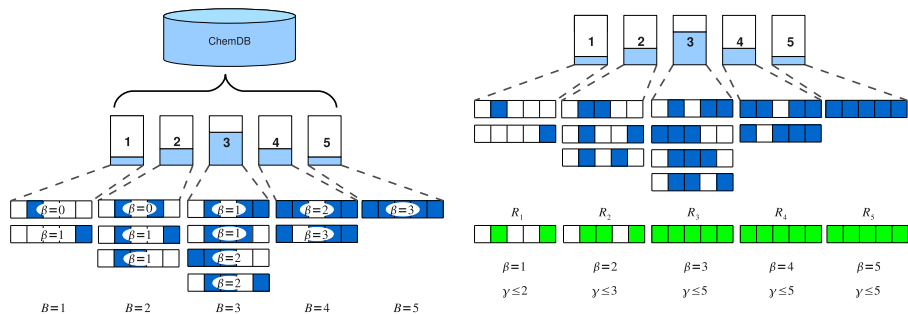 ChemDB
1 2 3 4 5
β=0 β=0 β=1 β=2 β=3
β=1 β=1 β=1 β=3
β=1 β=2
β=2
B=1 B=2 B=3 B=4 B=5
1 2 3 4 5
R1 R2 R3 R4 R5
β=1 β=2 β=3 β=4 β=5
γ≤2 γ≤3 γ≤5 γ≤5 γ≤5